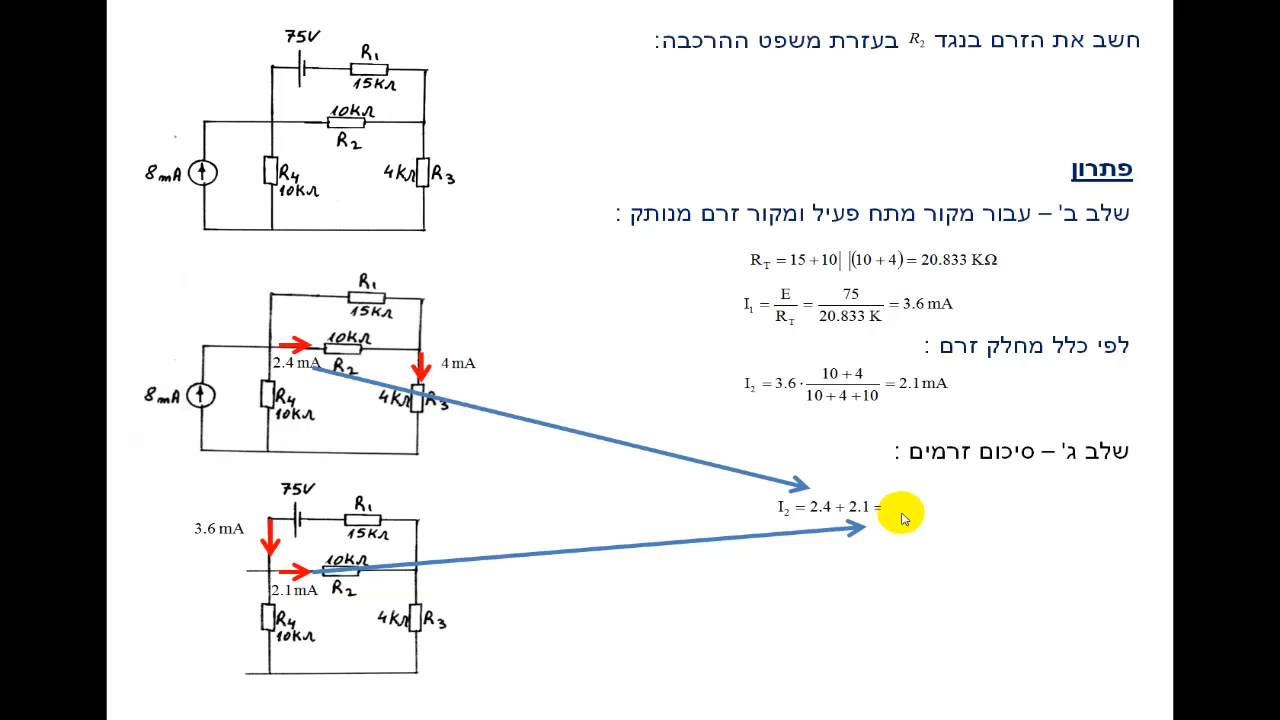 חשב את הזרם בנגד R₂ בעזרת משפט ההרכבה:
פתרון
שלב ב' – עבור מקור מתח פעיל ומקור זרם מנותק :
R_T = 15 + 10| |(10 + 4) = 20.833 KΩ
I₁ = E / R_T = 75 / 20.833 K = 3.6 mA
לפי כלל מחלק זרם :
I₂ = 3.6 · (10 + 4) / (10 + 4 + 10) = 2.1 mA
שלב ג' – סיכום זרמים :
I₂ = 2.4 + 2.1 =
75V
R₁
15KΩ
10KΩ
R₂
8mA
R₄
10KΩ
4KΩ R₃
R₁
15KΩ
10KΩ
2.4 mA R₂
4 mA
8mA
R₄
10KΩ
4KΩ R₃
75V
R₁
15KΩ
3.6 mA
10KΩ
2.1 mA R₂
R₄
10KΩ
4KΩ R₃